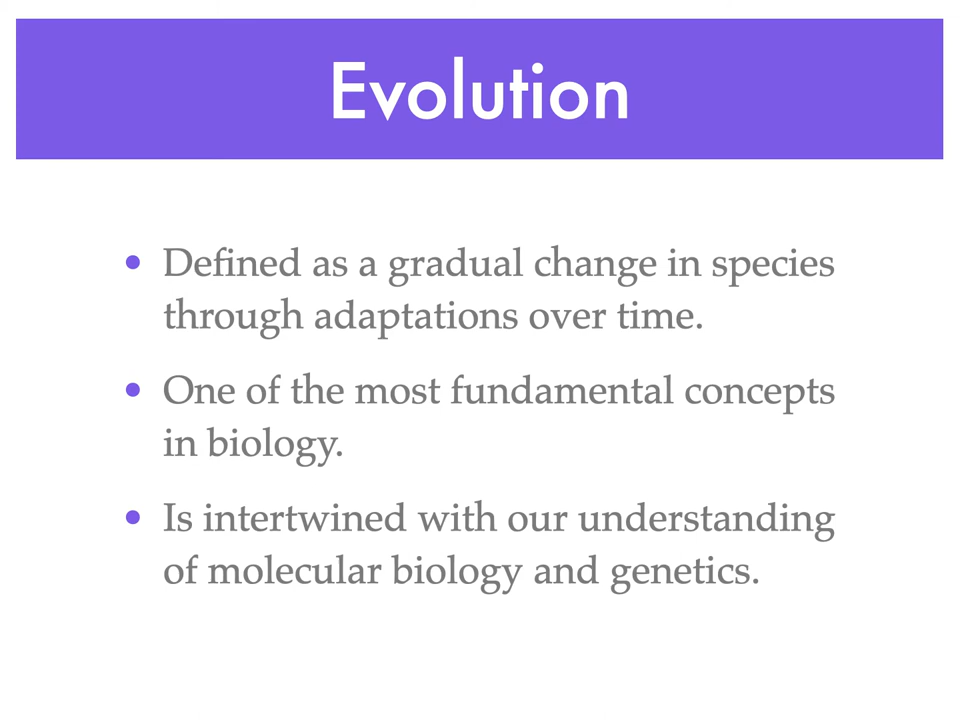 Evolution
• Defined as a gradual change in species
through adaptations over time.
• One of the most fundamental concepts
in biology.
• Is intertwined with our understanding
of molecular biology and genetics.